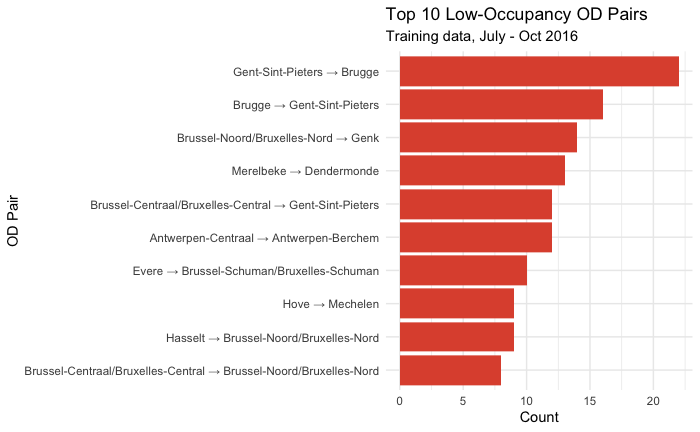 Top 10 Low-Occupancy OD Pairs
Training data, July - Oct 2016
OD Pair
Gent-Sint-Pieters → Brugge
Brugge → Gent-Sint-Pieters
Brussel-Noord/Bruxelles-Nord → Genk
Merelbeke → Dendermonde
Brussel-Centraal/Bruxelles-Central → Gent-Sint-Pieters
Antwerpen-Centraal → Antwerpen-Berchem
Evere → Brussel-Schuman/Bruxelles-Schuman
Hove → Mechelen
Hasselt → Brussel-Noord/Bruxelles-Nord
Brussel-Centraal/Bruxelles-Central → Brussel-Noord/Bruxelles-Nord
0 5 10 15 20
Count